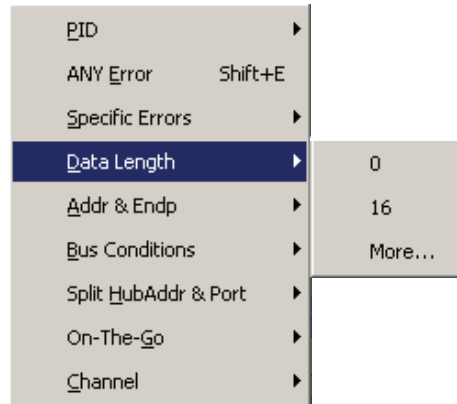 PID
ANY Error Shift+E
Specific Errors
Data Length
0
Addr & Endp
16
Bus Conditions
More...
Split HubAddr & Port
On-The-Go
Channel